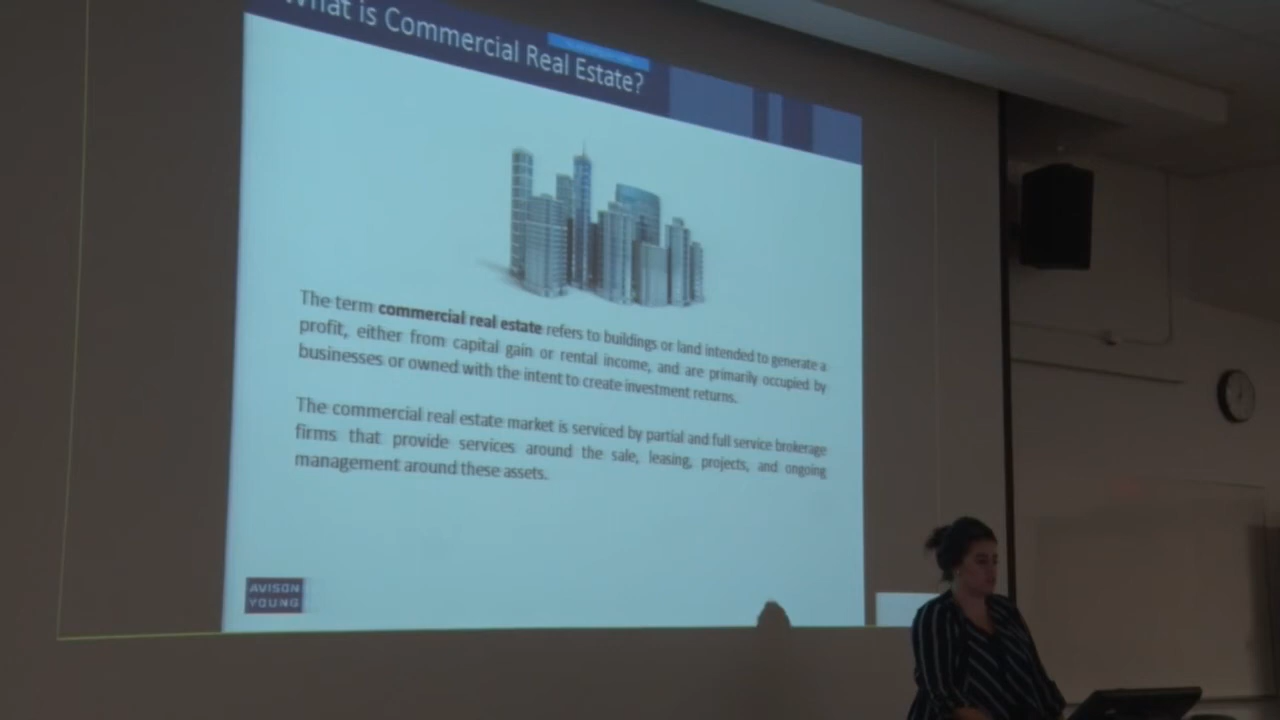 What is Commercial Real Estate?
The term commercial real estate refers to buildings or land intended to generate a
profit, either from capital gain or rental income, and are primarily occupied by
businesses or owned with the intent to create investment returns.
The commercial real estate market is serviced by partial and full service brokerage
firms that provide services around the sale, leasing, projects, and ongoing
management around these assets.
AVISON
YOUNG